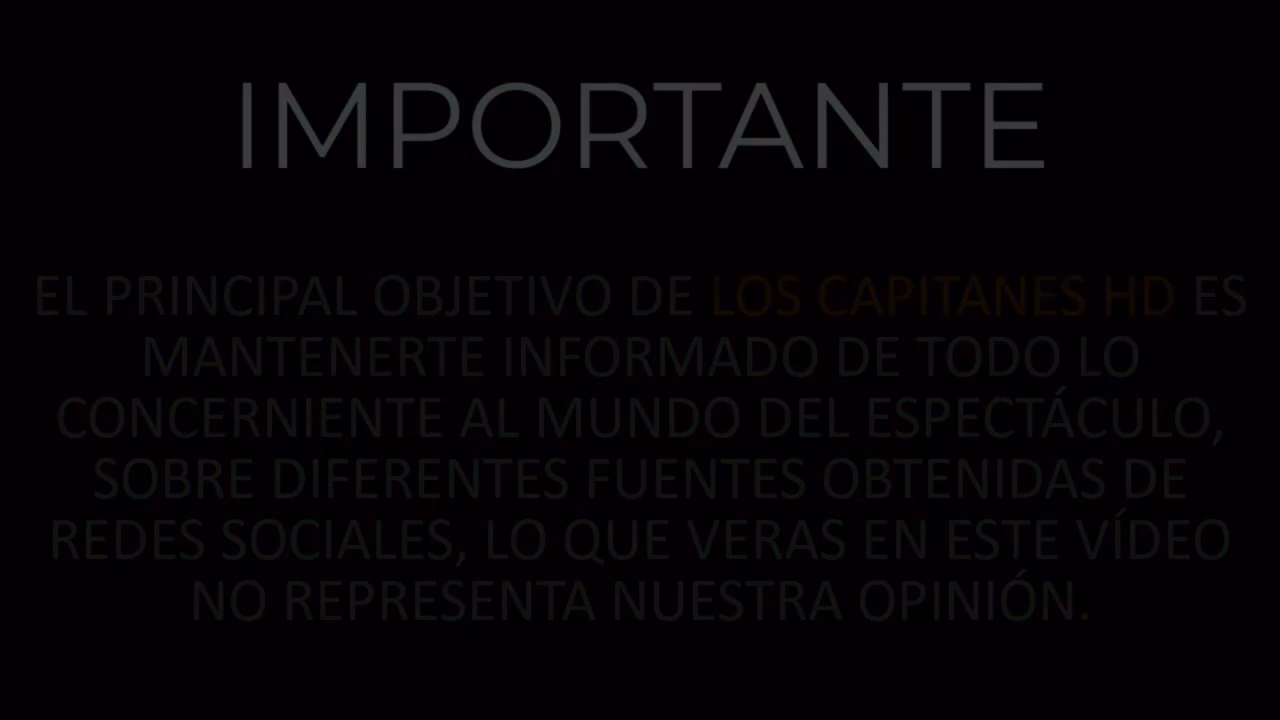 IMPORTANTE
EL PRINCIPAL OBJETIVO DE LOS CAPITANES HD ES
MANTENERTE INFORMADO DE TODO LO
CONCERNIENTE AL MUNDO DEL ESPECTÁCULO,
SOBRE DIFERENTES FUENTES OBTENIDAS DE
REDES SOCIALES, LO QUE VERAS EN ESTE VÍDEO
NO REPRESENTA NUESTRA OPINIÓN.